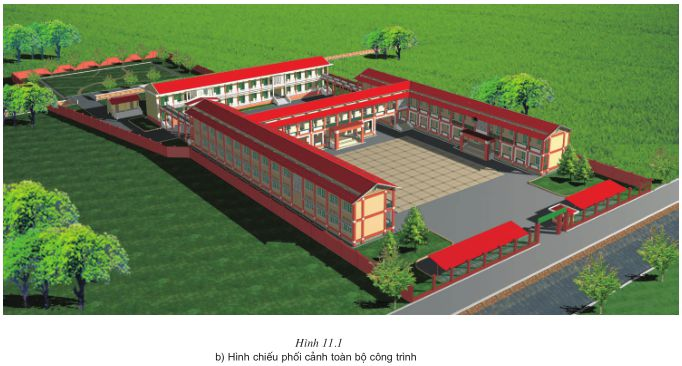 Hình 11.1
b) Hình chiếu phối cảnh toàn bộ công trình